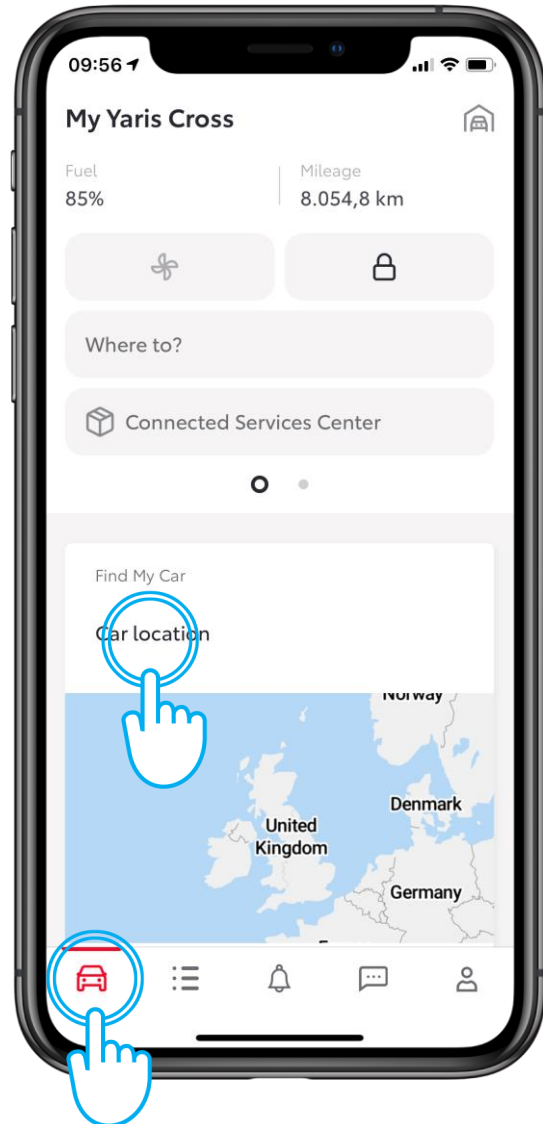 09:56
My Yaris Cross
Fuel
Mileage
85%
8.054,8 km
Where to?
Connected Services Center
Find My Car
Car location
Norway
Denmark
United
Kingdom
Germany